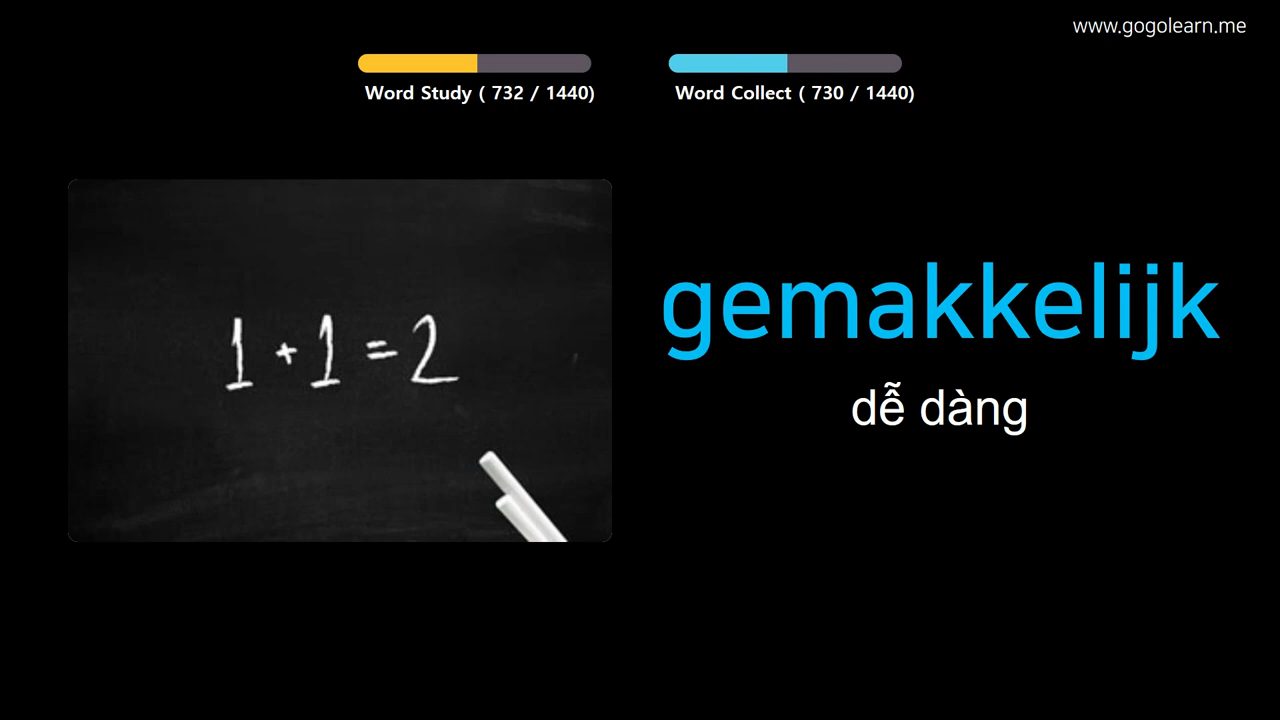 www.gogolearn.me
Word Study ( 732 / 1440)
Word Collect ( 730 / 1440)
1 + 1 = 2
gemakkelijk
dễ dàng